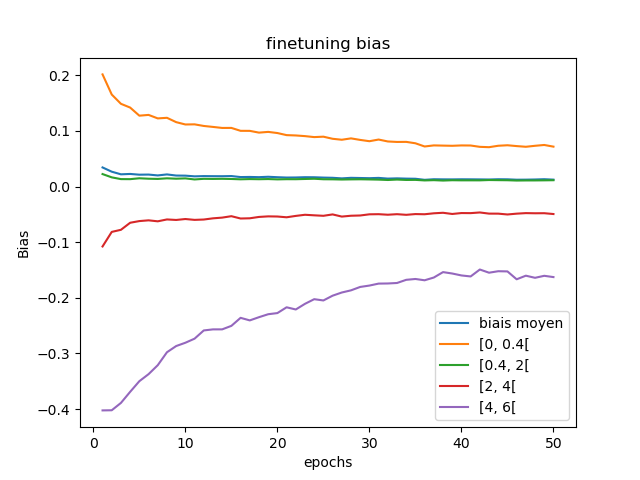 finetuning bias
Bias
0.2
0.1
0.0
−0.1
−0.2
−0.3
−0.4
biais moyen
[0, 0.4[
[0.4, 2[
[2, 4[
[4, 6[
0 10 20 30 40 50
epochs